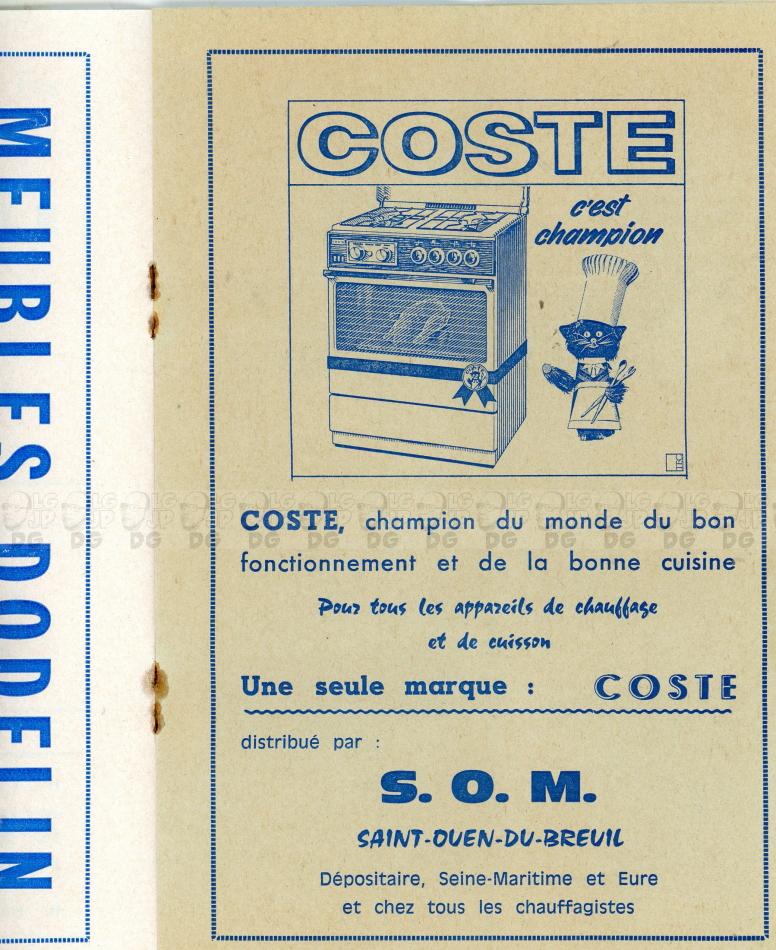 MEUBLES DODELIN
COSTE
c'est
champion
COSTE, champion du monde du bon
fonctionnement et de la bonne cuisine
Pour tous les appareils de chauffage
et de cuisson
Une seule marque : COSTE
distribué par :
S. O. M.
SAINT-OUEN-DU-BREUIL
Dépositaire, Seine-Maritime et Eure
et chez tous les chauffagistes